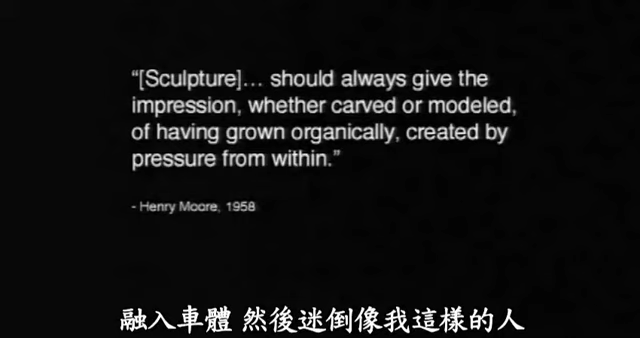 “[Sculpture]... should always give the
impression, whether carved or modeled,
of having grown organically, created by
pressure from within.”
- Henry Moore, 1958
融入車體 然後迷倒像我這樣的人